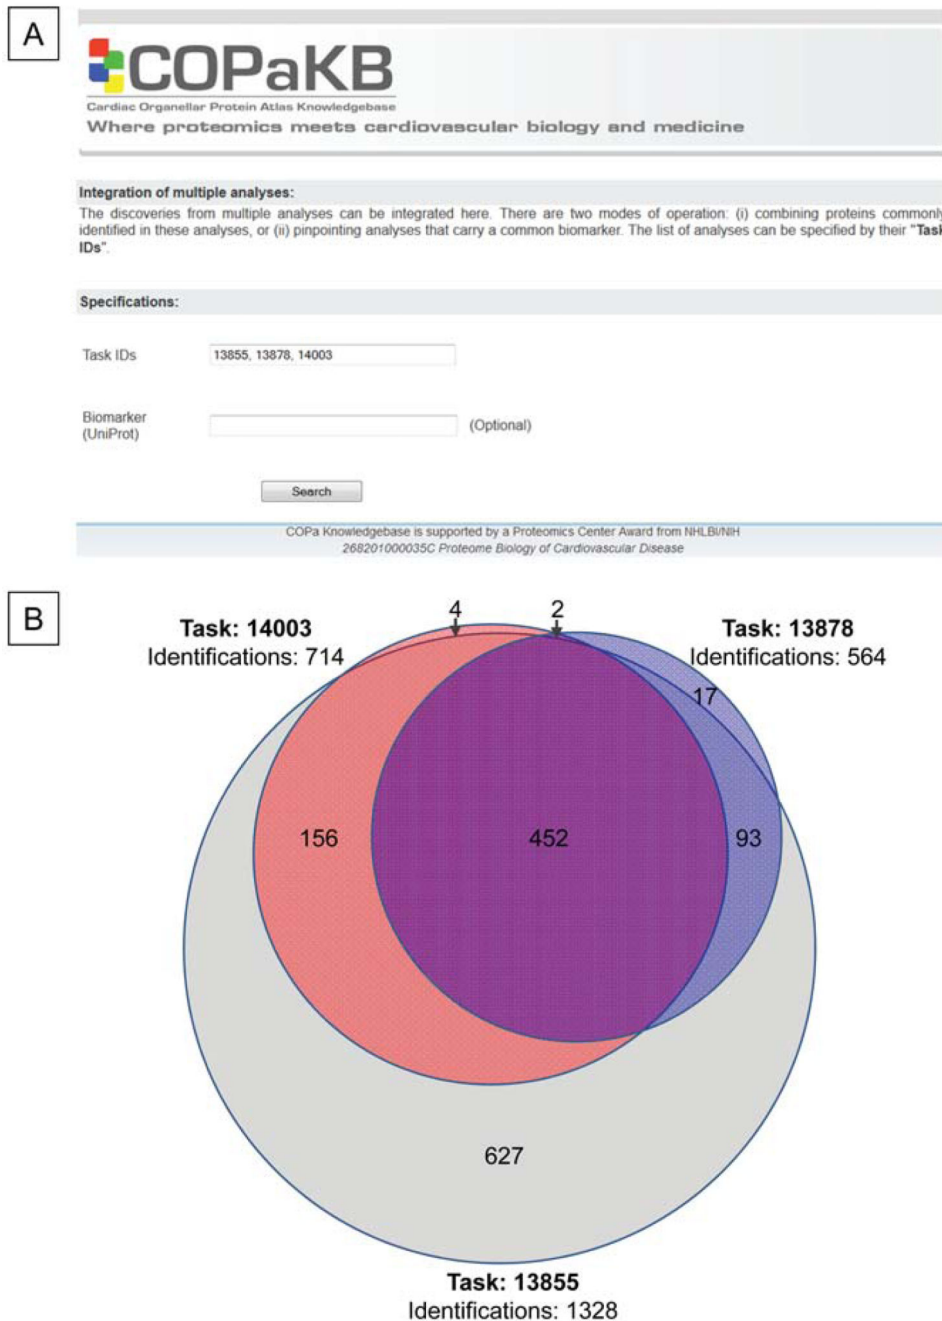 A
COPaKB
Cardiac Organellar Protein Atlas Knowledgebase
Where proteomics meets cardiovascular biology and medicine
Integration of multiple analyses:
The discoveries from multiple analyses can be integrated here. There are two modes of operation: (i) combining proteins commonly
identified in these analyses, or (ii) pinpointing analyses that carry a common biomarker. The list of analyses can be specified by their "Task
IDs".
Specifications:
Task IDs
13855, 13878, 14003
Biomarker
(UniProt)
(Optional)
Search
COPa Knowledgebase is supported by a Proteomics Center Award from NHLBI/NIH
268201000035C Proteome Biology of Cardiovascular Disease
B
4
2
Task: 14003
Identifications: 714
Task: 13878
Identifications: 564
17
156
452
93
627
Task: 13855
Identifications: 1328